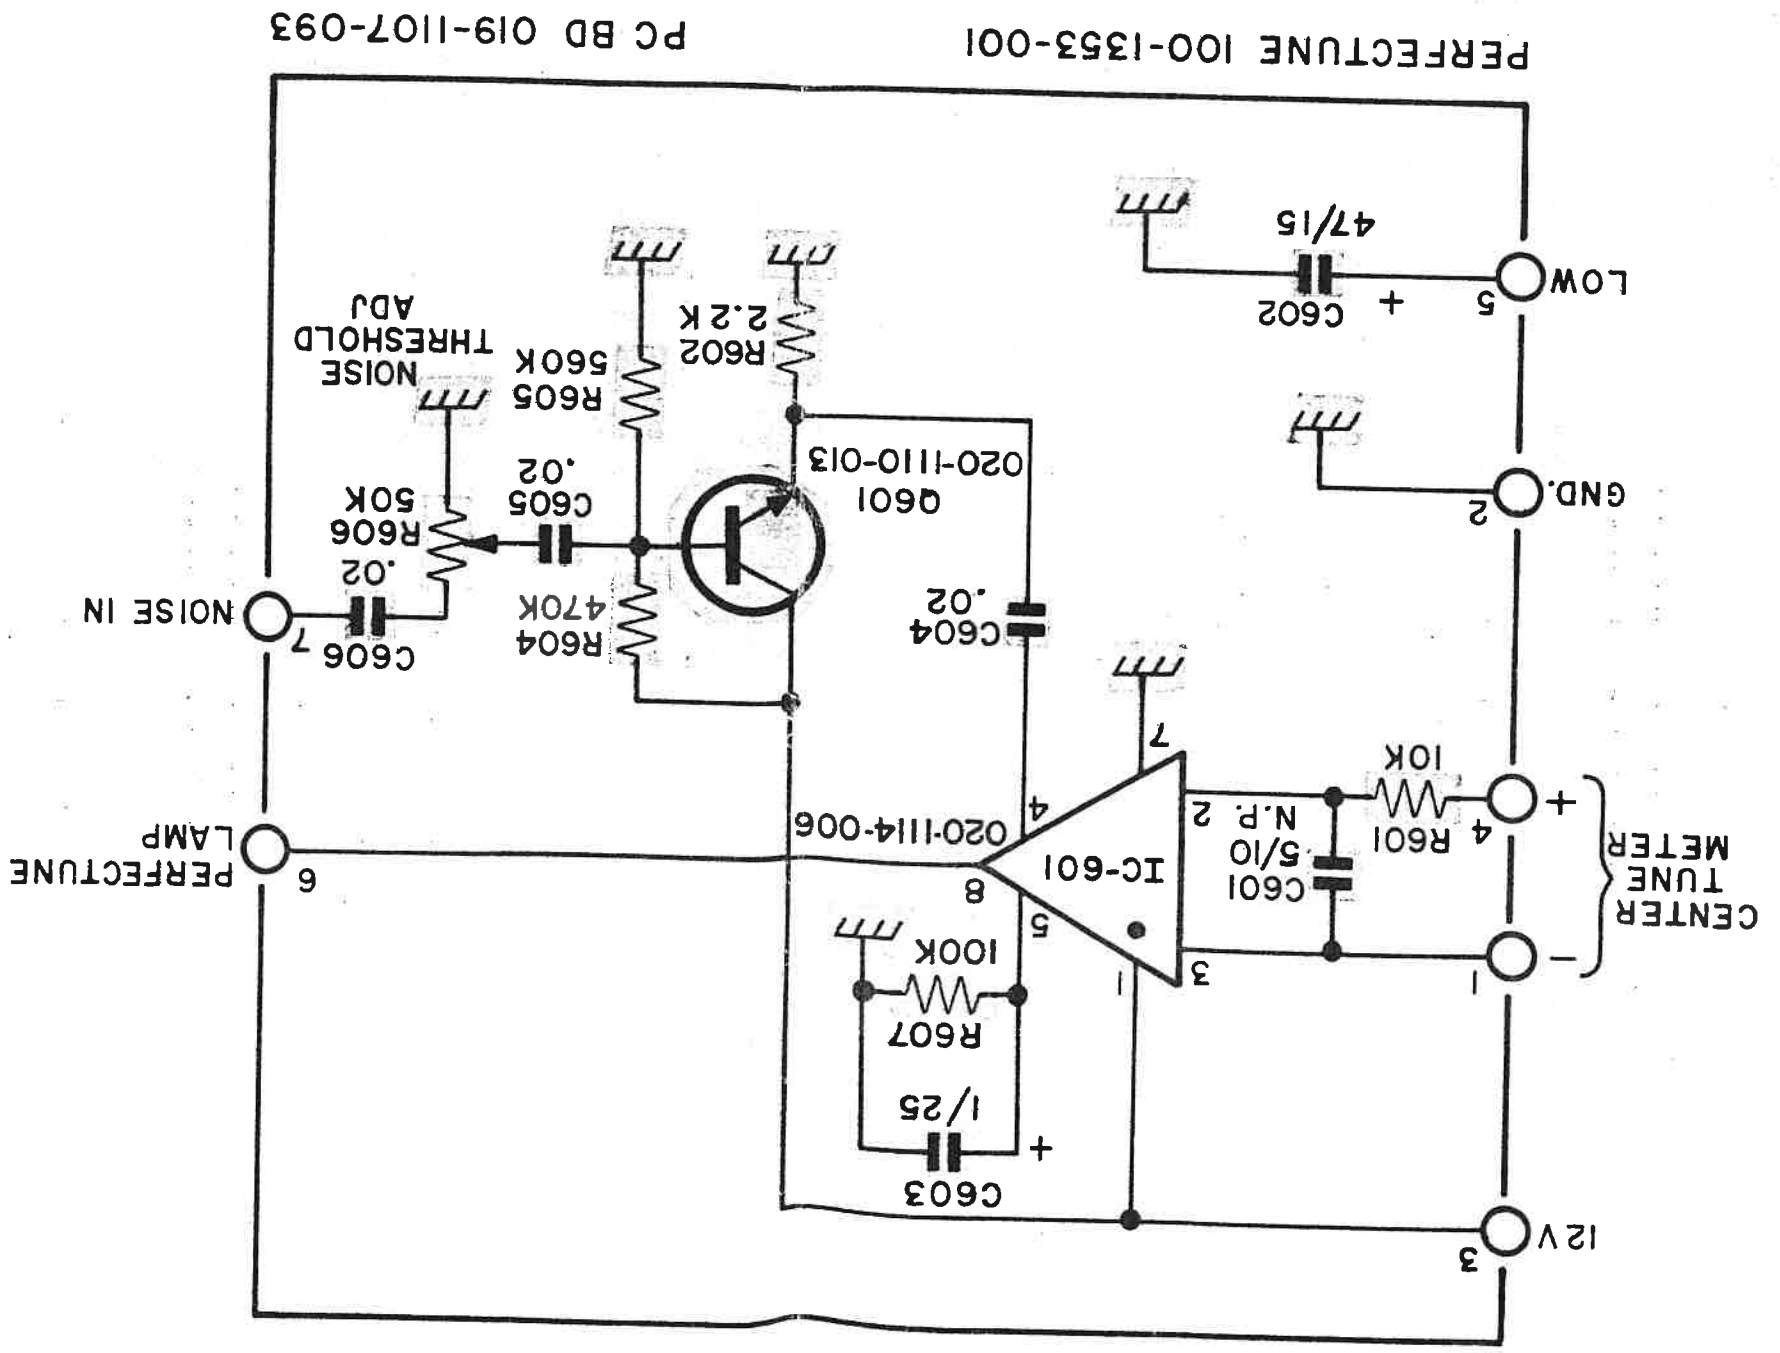 12V
3
C603
+
1/25
R607
100K
CENTER
TUNE
METER
-
1
+
4
R601
10K
C601
5/10
N.P.
3
2
1
IC-601
5
8
4
7
020-1114-006
6
PERFECTUNE
LAMP
C604
.02
R604
470K
C606
.02
7
NOISE IN
GND.
2
Q601
020-1110-013
C605
.02
R606
50K
R605
560K
R602
2.2K
NOISE
THRESHOLD
ADJ
LOW
5
+
C602
47/15
PERFECTUNE 100-1353-001
PC BD 019-1107-093